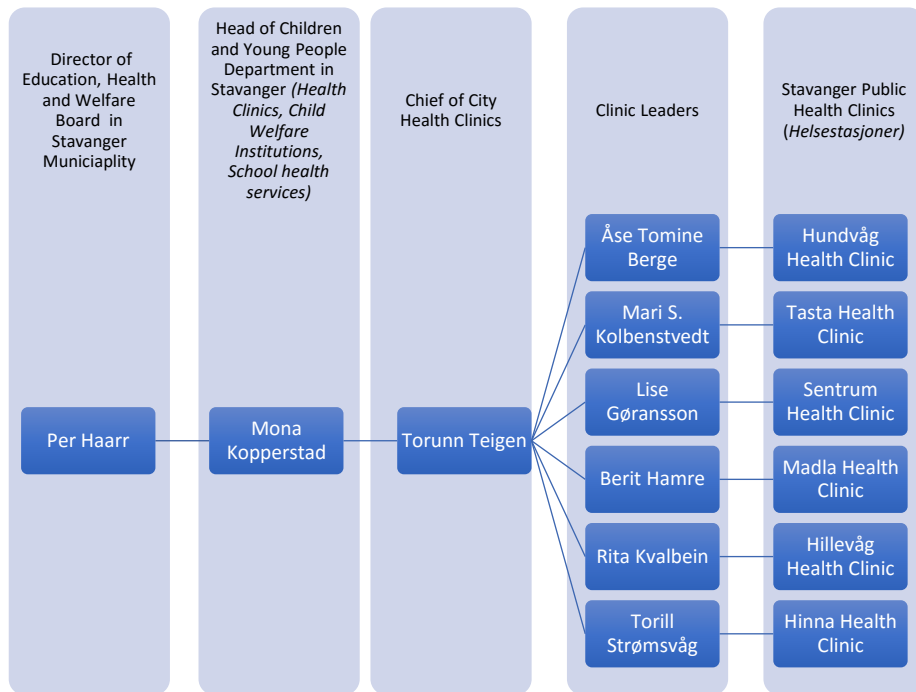 Director of
Education, Health
and Welfare
Board in
Stavanger
Municiaplity
Head of Children
and Young People
Department in
Stavanger (Health
Clinics, Child
Welfare
Institutions,
School health
services)
Chief of City
Health Clinics
Clinic Leaders
Stavanger Public
Health Clinics
(Helsestasjoner)
Per Haarr
Mona
Kopperstad
Torunn Teigen
Åse Tomine
Berge
Hundvåg
Health Clinic
Mari S.
Kolbenstvedt
Tasta Health
Clinic
Lise
Gøransson
Sentrum
Health Clinic
Berit Hamre
Madla Health
Clinic
Rita Kvalbein
Hillevåg
Health Clinic
Torill
Strømsvåg
Hinna Health
Clinic